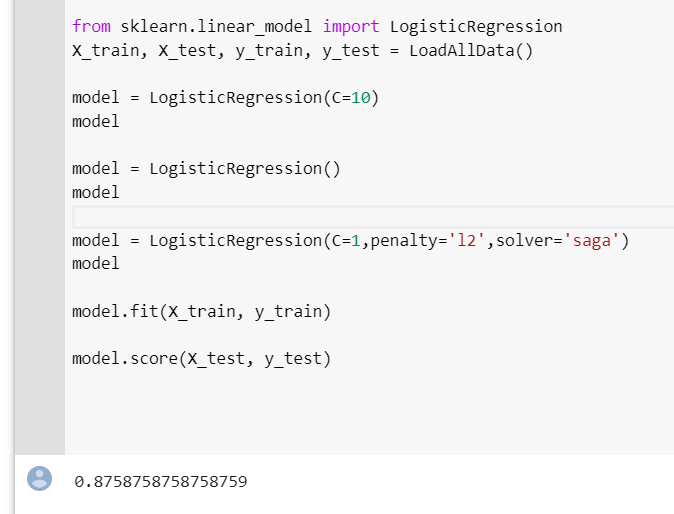 from sklearn.linear_model import LogisticRegression
X_train, X_test, y_train, y_test = LoadAllData()
model = LogisticRegression(C=10)
model
model = LogisticRegression()
model
model = LogisticRegression(C=1,penalty='l2',solver='saga')
model
model.fit(X_train, y_train)
model.score(X_test, y_test)
0.8758758758758759